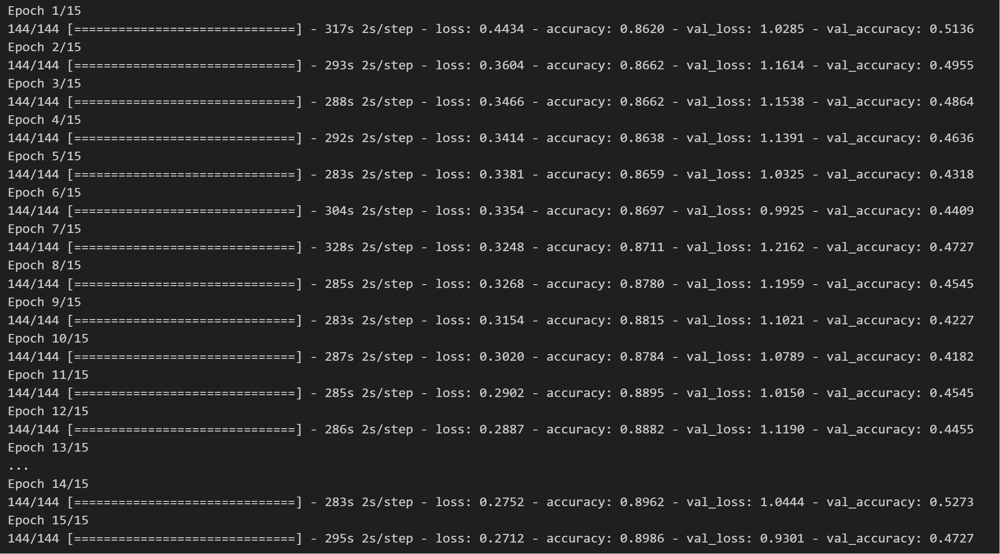 Epoch 1/15
144/144 [==============================] - 317s 2s/step - loss: 0.4434 - accuracy: 0.8620 - val_loss: 1.0285 - val_accuracy: 0.5136
Epoch 2/15
144/144 [==============================] - 293s 2s/step - loss: 0.3604 - accuracy: 0.8662 - val_loss: 1.1614 - val_accuracy: 0.4955
Epoch 3/15
144/144 [==============================] - 288s 2s/step - loss: 0.3466 - accuracy: 0.8662 - val_loss: 1.1538 - val_accuracy: 0.4864
Epoch 4/15
144/144 [==============================] - 292s 2s/step - loss: 0.3414 - accuracy: 0.8638 - val_loss: 1.1391 - val_accuracy: 0.4636
Epoch 5/15
144/144 [==============================] - 283s 2s/step - loss: 0.3381 - accuracy: 0.8659 - val_loss: 1.0325 - val_accuracy: 0.4318
Epoch 6/15
144/144 [==============================] - 304s 2s/step - loss: 0.3354 - accuracy: 0.8697 - val_loss: 0.9925 - val_accuracy: 0.4409
Epoch 7/15
144/144 [==============================] - 328s 2s/step - loss: 0.3248 - accuracy: 0.8711 - val_loss: 1.2162 - val_accuracy: 0.4727
Epoch 8/15
144/144 [==============================] - 285s 2s/step - loss: 0.3268 - accuracy: 0.8780 - val_loss: 1.1959 - val_accuracy: 0.4545
Epoch 9/15
144/144 [==============================] - 283s 2s/step - loss: 0.3154 - accuracy: 0.8815 - val_loss: 1.1021 - val_accuracy: 0.4227
Epoch 10/15
144/144 [==============================] - 287s 2s/step - loss: 0.3020 - accuracy: 0.8784 - val_loss: 1.0789 - val_accuracy: 0.4182
Epoch 11/15
144/144 [==============================] - 285s 2s/step - loss: 0.2902 - accuracy: 0.8895 - val_loss: 1.0150 - val_accuracy: 0.4545
Epoch 12/15
144/144 [==============================] - 286s 2s/step - loss: 0.2887 - accuracy: 0.8882 - val_loss: 1.1190 - val_accuracy: 0.4455
Epoch 13/15
...
Epoch 14/15
144/144 [==============================] - 283s 2s/step - loss: 0.2752 - accuracy: 0.8962 - val_loss: 1.0444 - val_accuracy: 0.5273
Epoch 15/15
144/144 [==============================] - 295s 2s/step - loss: 0.2712 - accuracy: 0.8986 - val_loss: 0.9301 - val_accuracy: 0.4727